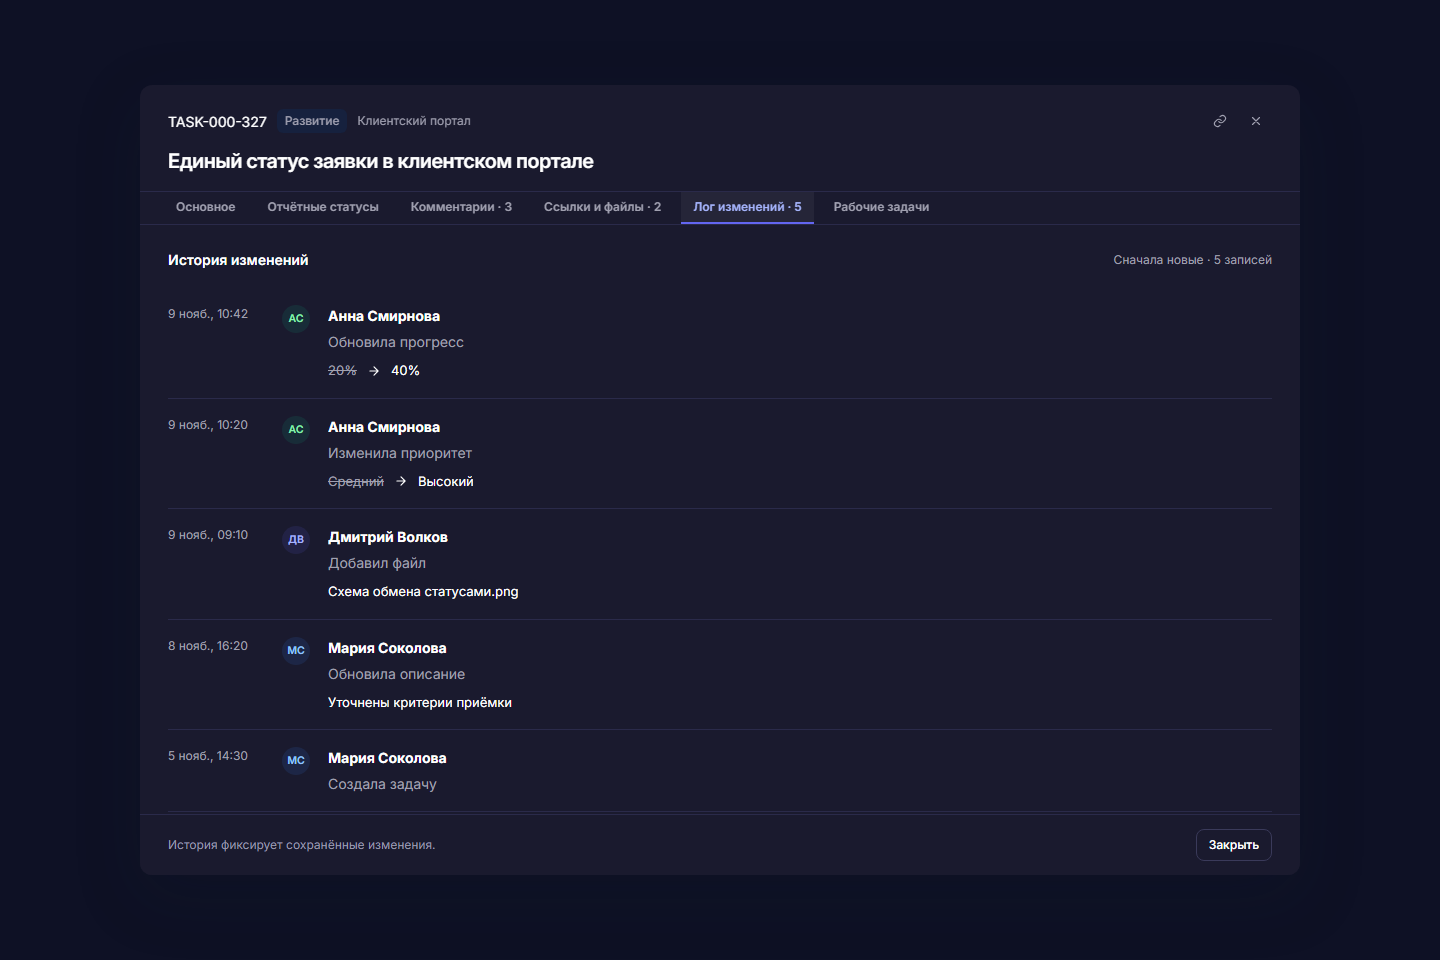 TASK-000-327 Развитие Клиентский портал
Единый статус заявки в клиентском портале
Основное Отчётные статусы Комментарии · 3 Ссылки и файлы · 2 Лог изменений · 5 Рабочие задачи
История изменений Сначала новые · 5 записей
9 нояб., 10:42 АС Анна Смирнова
Обновила прогресс
20% → 40%
9 нояб., 10:20 АС Анна Смирнова
Изменила приоритет
Средний → Высокий
9 нояб., 09:10 ДВ Дмитрий Волков
Добавил файл
Схема обмена статусами.png
8 нояб., 16:20 МС Мария Соколова
Обновила описание
Уточнены критерии приёмки
5 нояб., 14:30 МС Мария Соколова
Создала задачу
История фиксирует сохранённые изменения. Закрыть